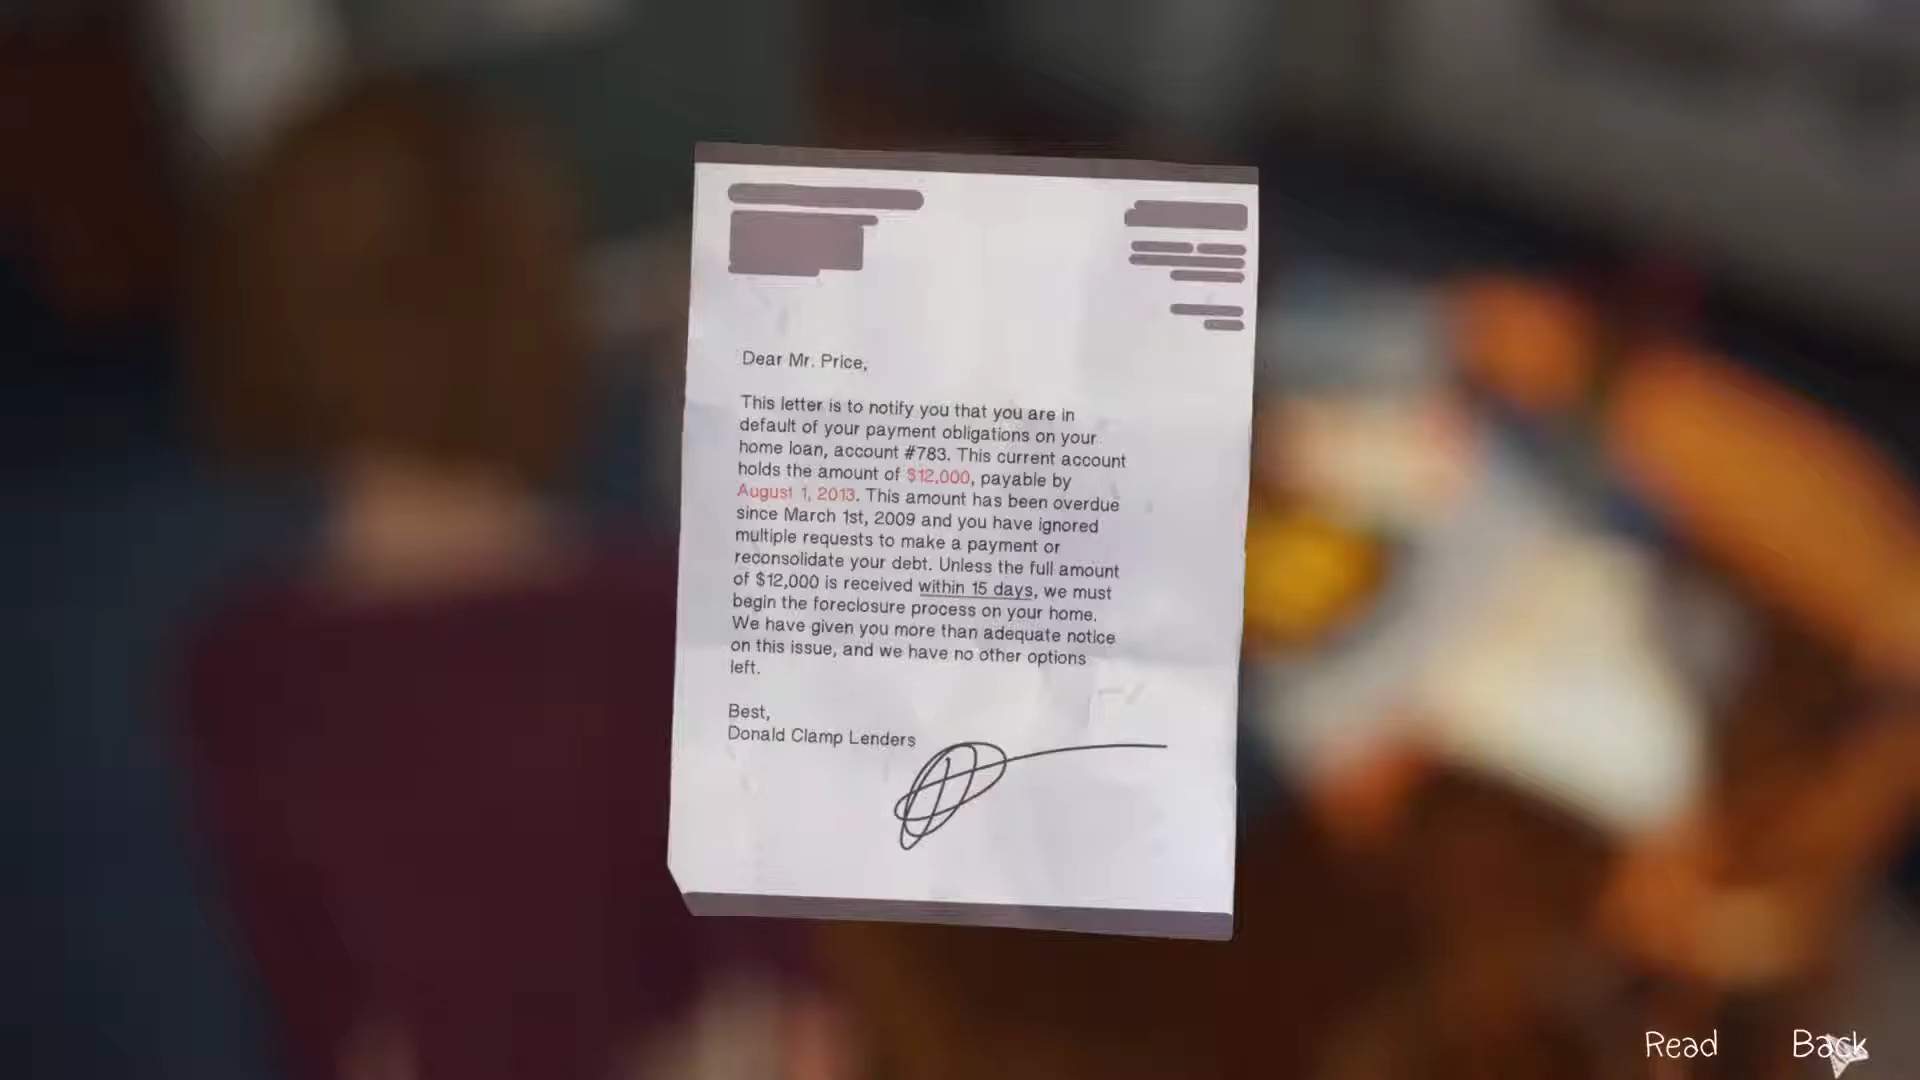 Dear Mr. Price,
This letter is to notify you that you are in
default of your payment obligations on your
home loan, account #783. This current account
holds the amount of $12,000, payable by
August 1, 2013. This amount has been overdue
since March 1st, 2009 and you have ignored
multiple requests to make a payment or
reconsolidate your debt. Unless the full amount
of $12,000 is received within 15 days, we must
begin the foreclosure process on your home.
We have given you more than adequate notice
on this issue, and we have no other options
left.
Best,
Donald Clamp Lenders
Read
Back